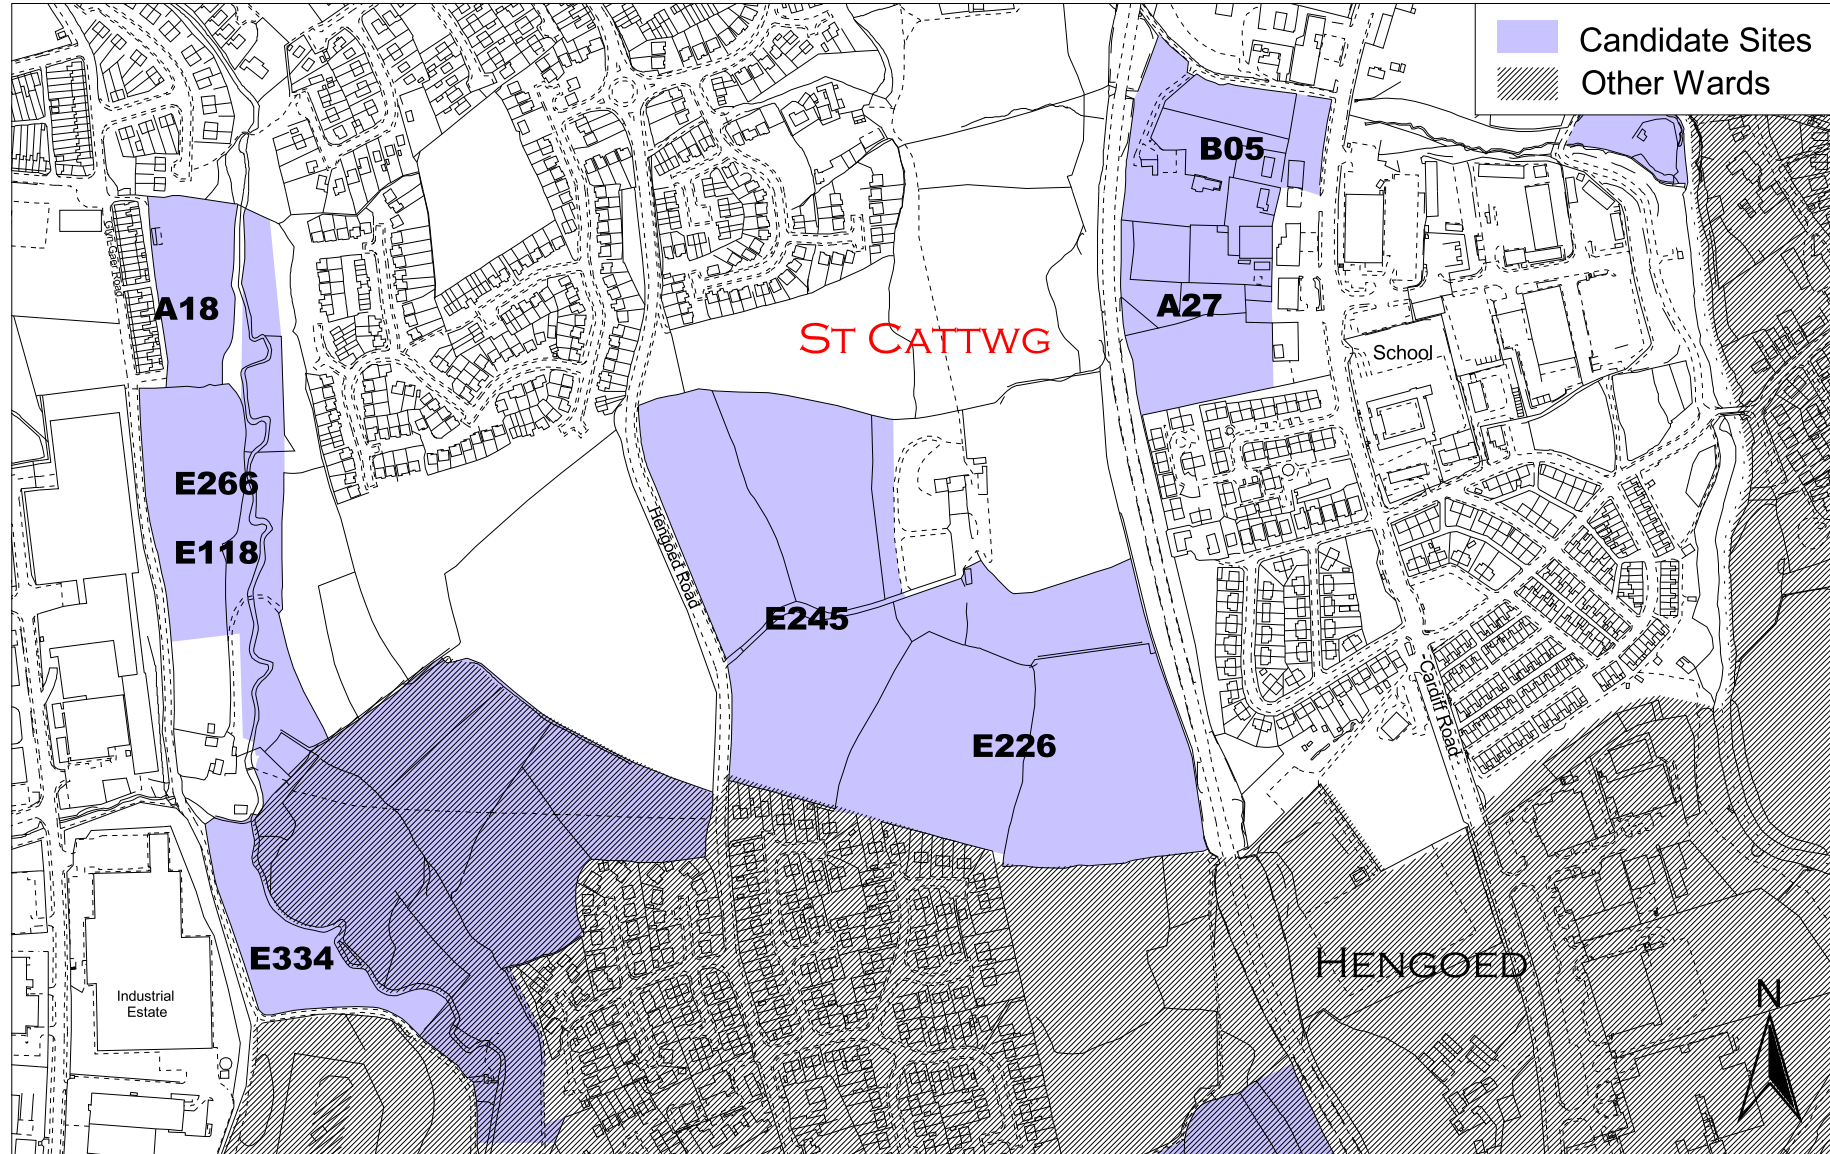 Candidate Sites
Other Wards
B05
A18
A27
ST CATTWG
School
E266
E118
Hengoed Road
E245
E226
Cardiff Road
E334
HENGOED
Industrial
Estate
N